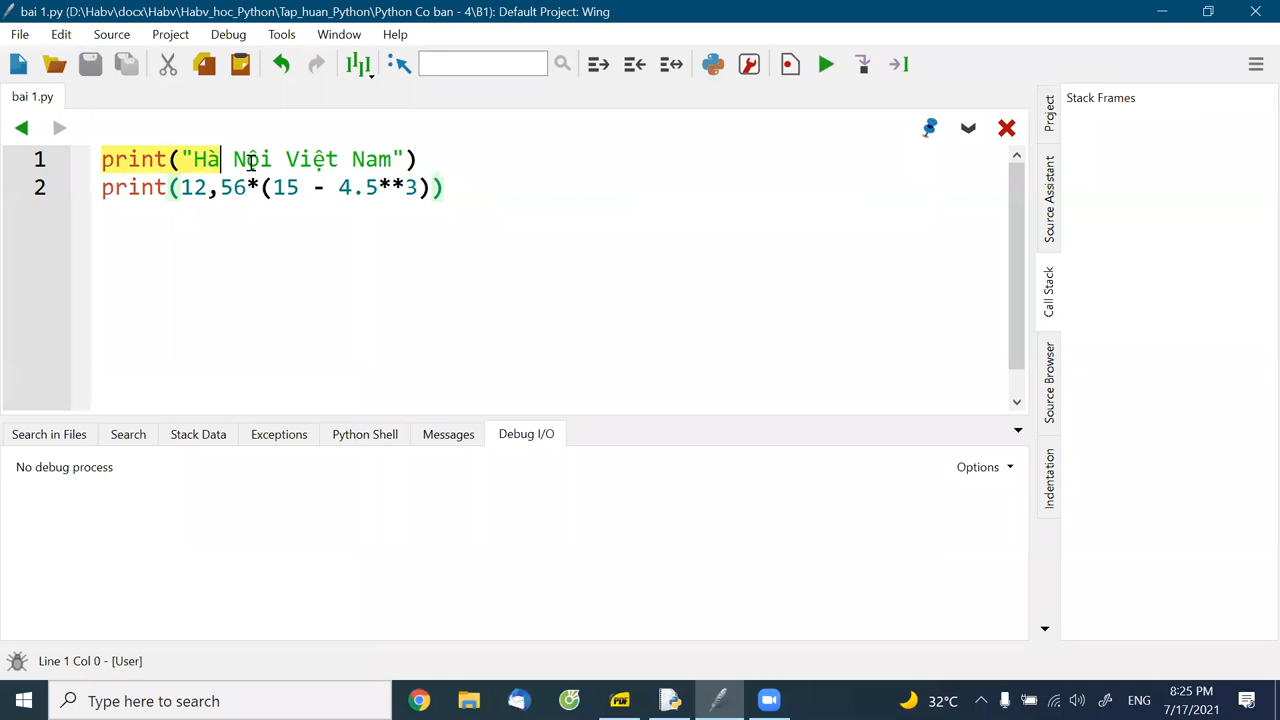 bai 1.py (D:\Habv\docx\Habv\Habv_hoc_Python\Tap_huan_Python\Python Co ban - 4\B1): Default Project: Wing
File Edit Source Project Debug Tools Window Help
bai 1.py
Stack Frames
1 print("Hà Nội Việt Nam")
2 print(12,56*(15 - 4.5**3))
Project
Source Assistant
Call Stack
Source Browser
Indentation
Search in Files Search Stack Data Exceptions Python Shell Messages Debug I/O
No debug process Options
Line 1 Col 0 - [User]
Type here to search
PDF
32°C ENG 8:25 PM
7/17/2021